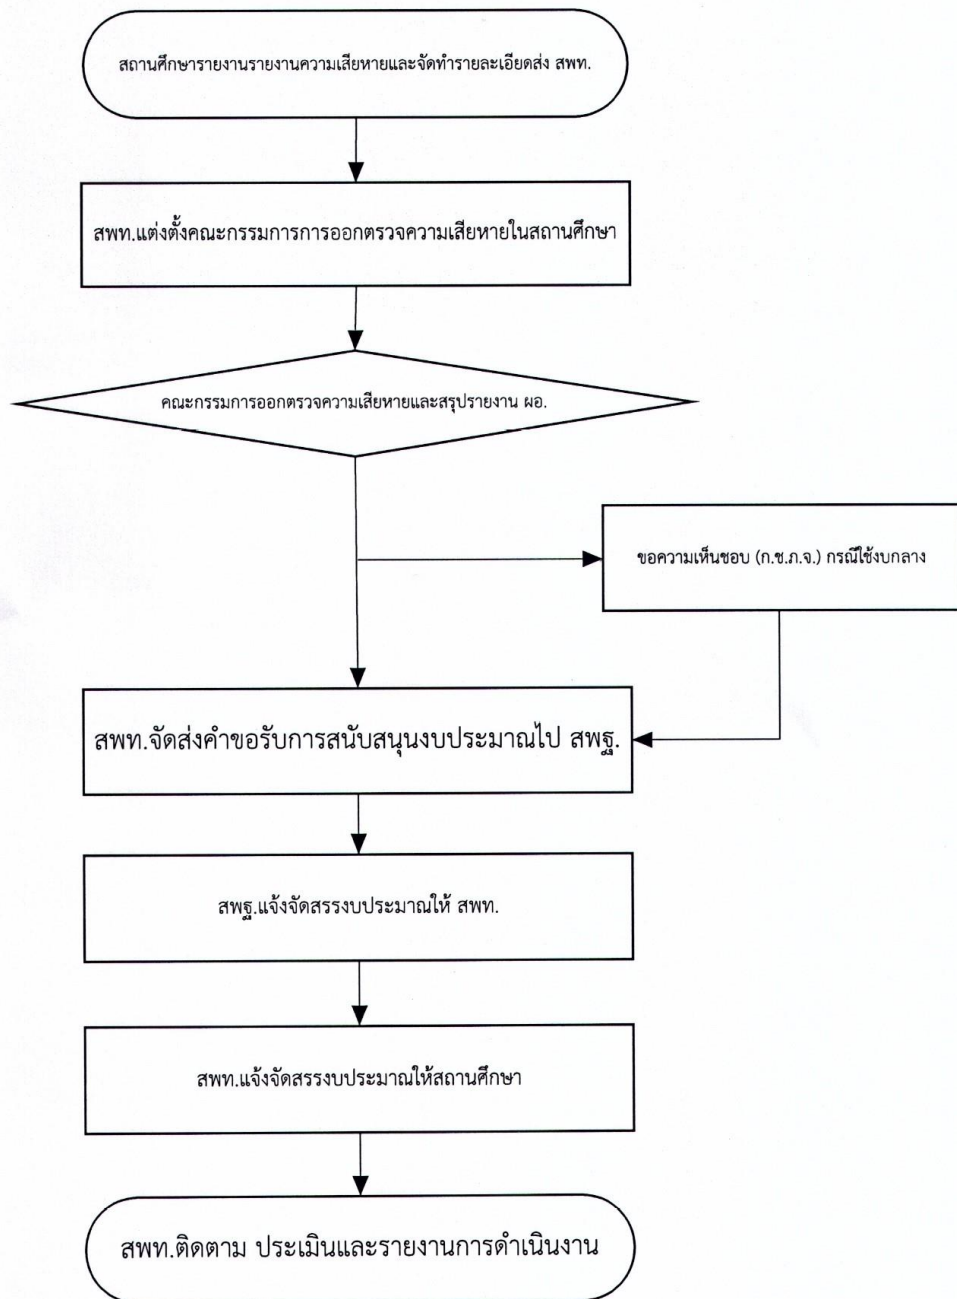 สถานศึกษารายงานรายงานความเสียหายและจัดทำรายละเอียดส่ง สพท.
สพท.แต่งตั้งคณะกรรมการการออกตรวจความเสียหายในสถานศึกษา
คณะกรรมการออกตรวจความเสียหายและสรุปรายงาน ผอ.
ขอความเห็นชอบ (ก.ช.ภ.จ.) กรณีใช้งบกลาง
สพท.จัดส่งคำขอรับการสนับสนุนงบประมาณไป สพฐ.
สพฐ.แจ้งจัดสรรงบประมาณให้ สพท.
สพท.แจ้งจัดสรรงบประมาณให้สถานศึกษา
สพท.ติดตาม ประเมินและรายงานการดำเนินงาน